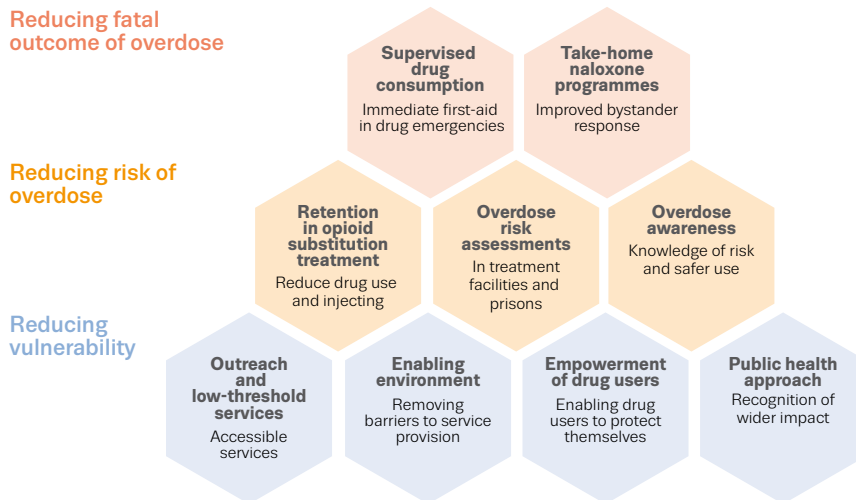 Reducing fatal
outcome of overdose
Supervised
drug
consumption
Immediate first-aid
in drug emergencies
Take-home
naloxone
programmes
Improved bystander
response
Reducing risk of
overdose
Retention
in opioid
substitution
treatment
Reduce drug use
and injecting
Overdose
risk
assessments
In treatment
facilities and
prisons
Overdose
awareness
Knowledge of risk
and safer use
Reducing
vulnerability
Outreach
and
low-threshold
services
Accessible
services
Enabling
environment
Removing
barriers to service
provision
Empowerment
of drug users
Enabling drug
users to protect
themselves
Public health
approach
Recognition of
wider impact